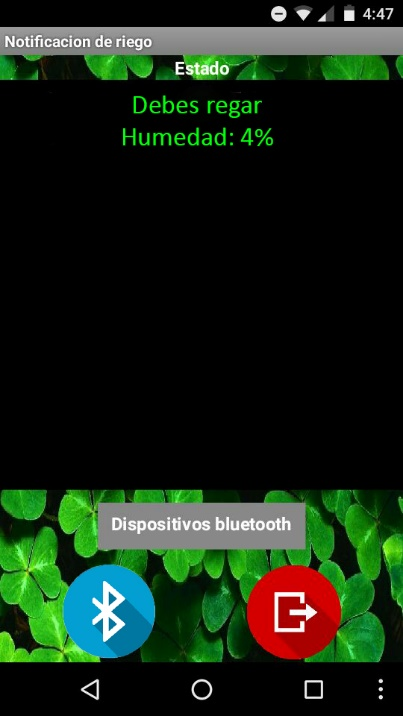 4:47
Notificacion de riego
Estado
Debes regar
Humedad: 4%
Dispositivos bluetooth